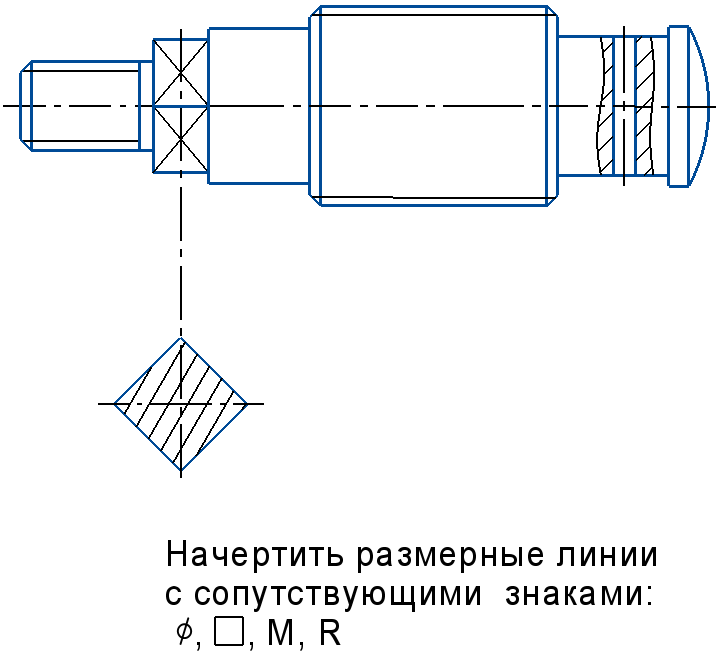 Начертить размерные линии
с сопутствующими знаками:
⌀, □, М, R